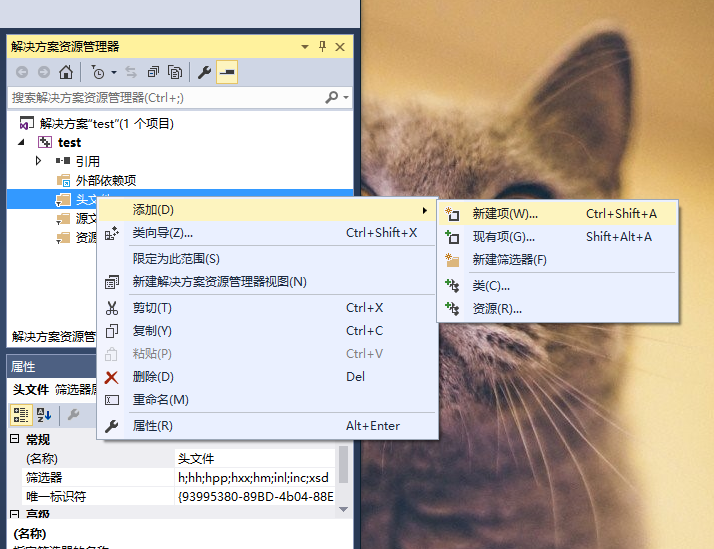 解决方案资源管理器
搜索解决方案资源管理器(Ctrl+;)
解决方案"test"(1 个项目)
test
引用
外部依赖项
头文件
源文
资源
添加(D)
类向导(Z)... Ctrl+Shift+X
限定为此范围(S)
新建解决方案资源管理器视图(N)
剪切(T) Ctrl+X
复制(Y) Ctrl+C
粘贴(P) Ctrl+V
删除(D) Del
重命名(M)
属性(R) Alt+Enter
新建项(W)... Ctrl+Shift+A
现有项(G)... Shift+Alt+A
新建筛选器(F)
类(C)...
资源(R)...
解决方案资源管
属性
头文件 筛选器属
常规
(名称) 头文件
筛选器 h;hh;hpp;hxx;hm;inl;inc;xsd
唯一标识符 {93995380-89BD-4b04-88E
高级
(名称)